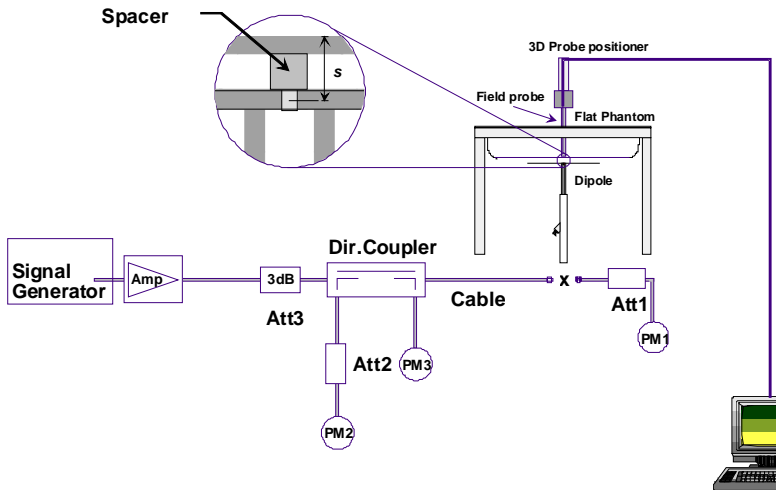 Spacer
s
3D Probe positioner
Field probe
Flat Phantom
Dipole
Dir.Coupler
Signal
Generator
Amp
3dB
Cable
x
Att1
Att3
PM1
Att2
PM3
PM2